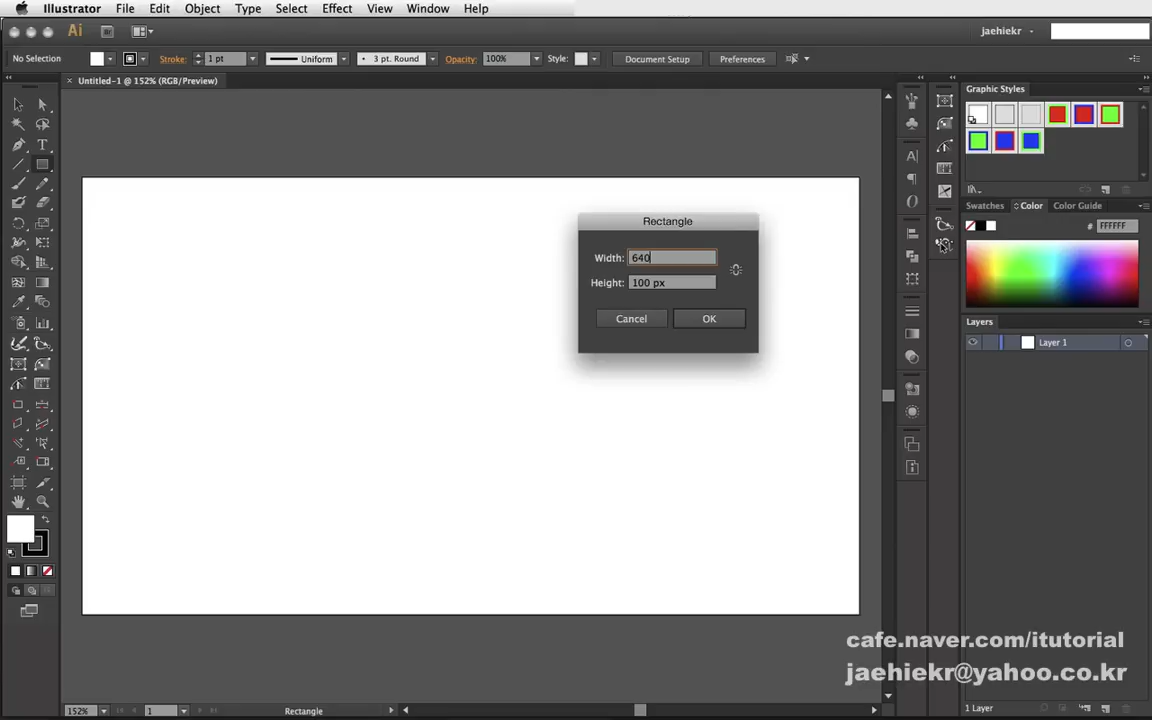 Illustrator File Edit Object Type Select Effect View Window Help
Ai Br jaehiekr
No Selection Stroke: 1 pt Uniform 3 pt. Round Opacity: 100% Style: Document Setup Preferences
Untitled-1 @ 152% (RGB/Preview)
Graphic Styles
Swatches Color Color Guide
# FFFFFF
Layers
Layer 1
Rectangle
Width: 640
Height: 100 px
Cancel OK
cafe.naver.com/itutorial
jaehiekr@yahoo.co.kr
152% 1 Rectangle 1 Layer